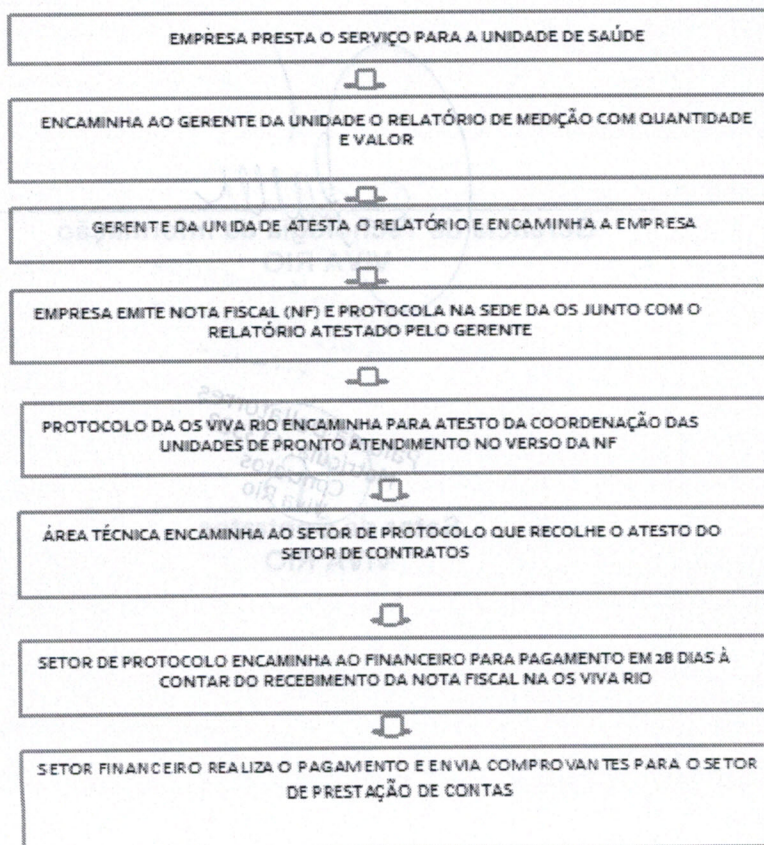 EMPRESA PRESTA O SERVIÇO PARA A UNIDADE DE SAÚDE
ENCAMINHA AO GERENTE DA UNIDADE O RELATÓRIO DE MEDIÇÃO COM QUANTIDADE
E VALOR
GERENTE DA UNIDADE ATESTA O RELATÓRIO E ENCAMINHA A EMPRESA
EMPRESA EMITE NOTA FISCAL (NF) E PROTOCOLA NA SEDE DA OS JUNTO COM O
RELATÓRIO ATESTADO PELO GERENTE
PROTOCOLO DA OS VIVA RIO ENCAMINHA PARA ATESTO DA COORDENAÇÃO DAS
UNIDADES DE PRONTO ATENDIMENTO NO VERSO DA NF
ÁREA TÉCNICA ENCAMINHA AO SETOR DE PROTOCOLO QUE RECOLHE O ATESTO DO
SETOR DE CONTRATOS
SETOR DE PROTOCOLO ENCAMINHA AO FINANCEIRO PARA PAGAMENTO EM 28 DIAS À
CONTAR DO RECEBIMENTO DA NOTA FISCAL NA OS VIVA RIO
SETOR FINANCEIRO REALIZA O PAGAMENTO E ENVIA COMPROVANTES PARA O SETOR
DE PRESTAÇÃO DE CONTAS